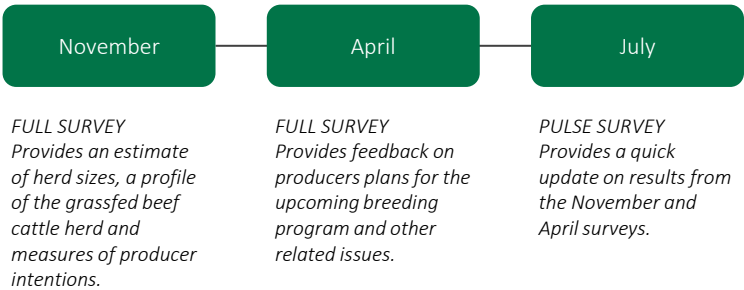 November
April
July
FULL SURVEY
Provides an estimate
of herd sizes, a profile
of the grassfed beef
cattle herd and
measures of producer
intentions.
FULL SURVEY
Provides feedback on
producers plans for the
upcoming breeding
program and other
related issues.
PULSE SURVEY
Provides a quick
update on results from
the November and
April surveys.